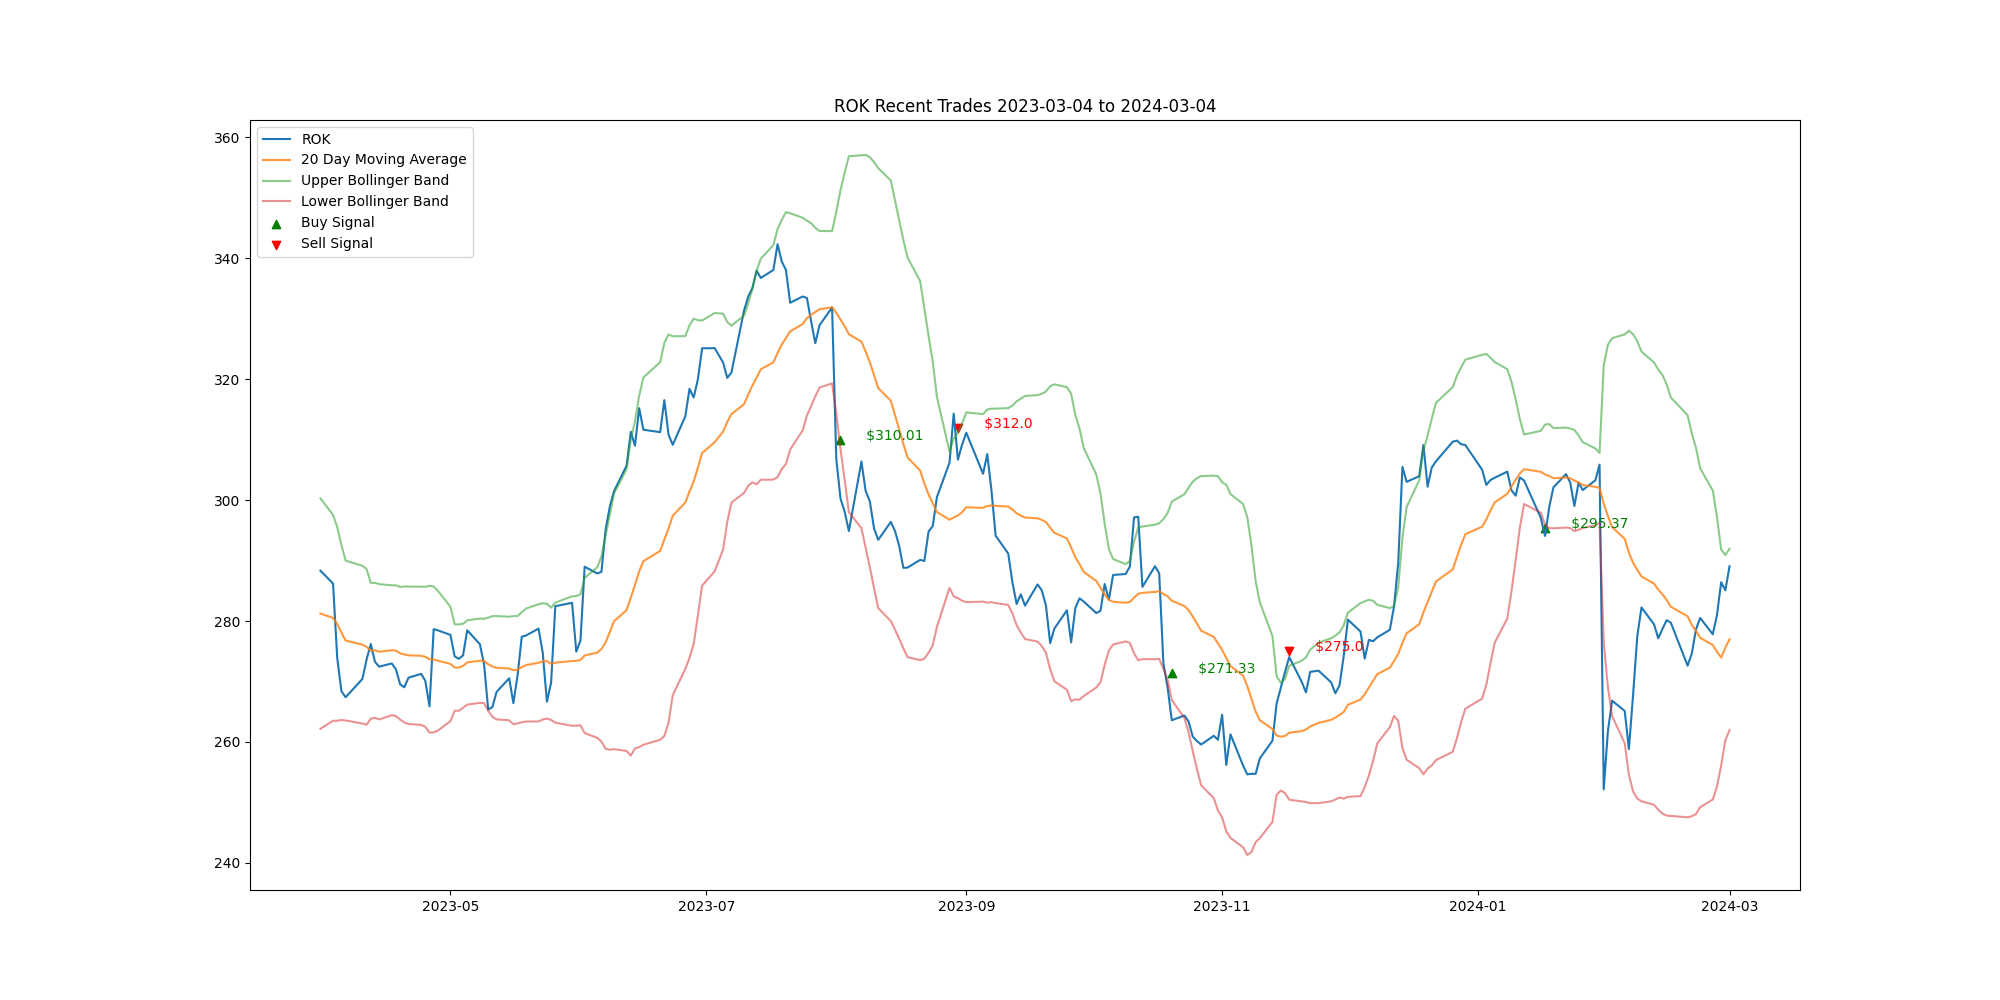 ROK Recent Trades 2023-03-04 to 2024-03-04
360
340
320
300
280
260
240
ROK
20 Day Moving Average
Upper Bollinger Band
Lower Bollinger Band
Buy Signal
Sell Signal
$310.01
$312.0
$271.33
$275.0
$295.37
2023-05
2023-07
2023-09
2023-11
2024-01
2024-03